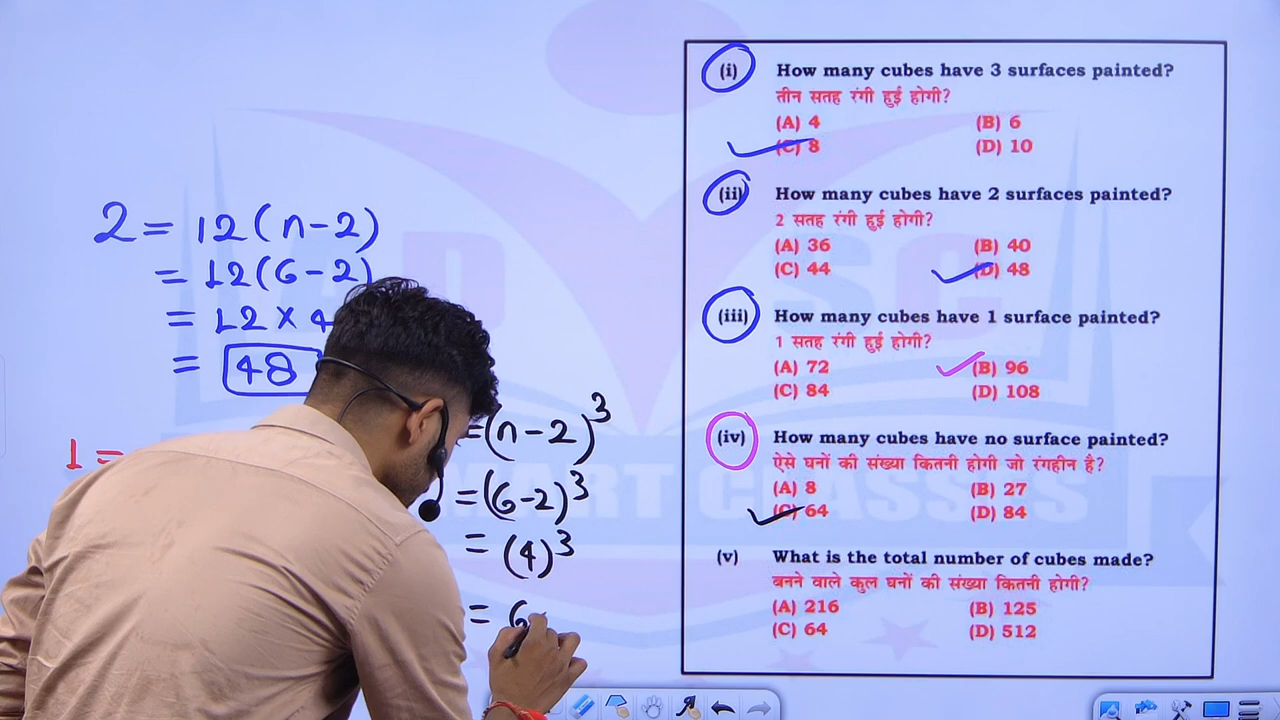 2 = 12(n-2)
= 12(6-2)
= 12 × 4
= 48
1 =
=(n-2)³
=(6-2)³
= (4)³
= 6
(i) How many cubes have 3 surfaces painted?
तीन सतह रंगी हुई होगी?
(A) 4 (B) 6
(C) 8 (D) 10
(ii) How many cubes have 2 surfaces painted?
2 सतह रंगी हुई होगी?
(A) 36 (B) 40
(C) 44 (D) 48
(iii) How many cubes have 1 surface painted?
1 सतह रंगी हुई होगी?
(A) 72 (B) 96
(C) 84 (D) 108
(iv) How many cubes have no surface painted?
ऐसे घनों की संख्या कितनी होगी जो रंगहीन है?
(A) 8 (B) 27
(C) 64 (D) 84
(v) What is the total number of cubes made?
बनने वाले कुल घनों की संख्या कितनी होगी?
(A) 216 (B) 125
(C) 64 (D) 512